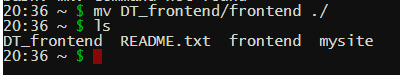 20:36 ~ $ mv DT_frontend/frontend ./
20:36 ~ $ ls
DT_frontend  README.txt  frontend  mysite
20:36 ~ $